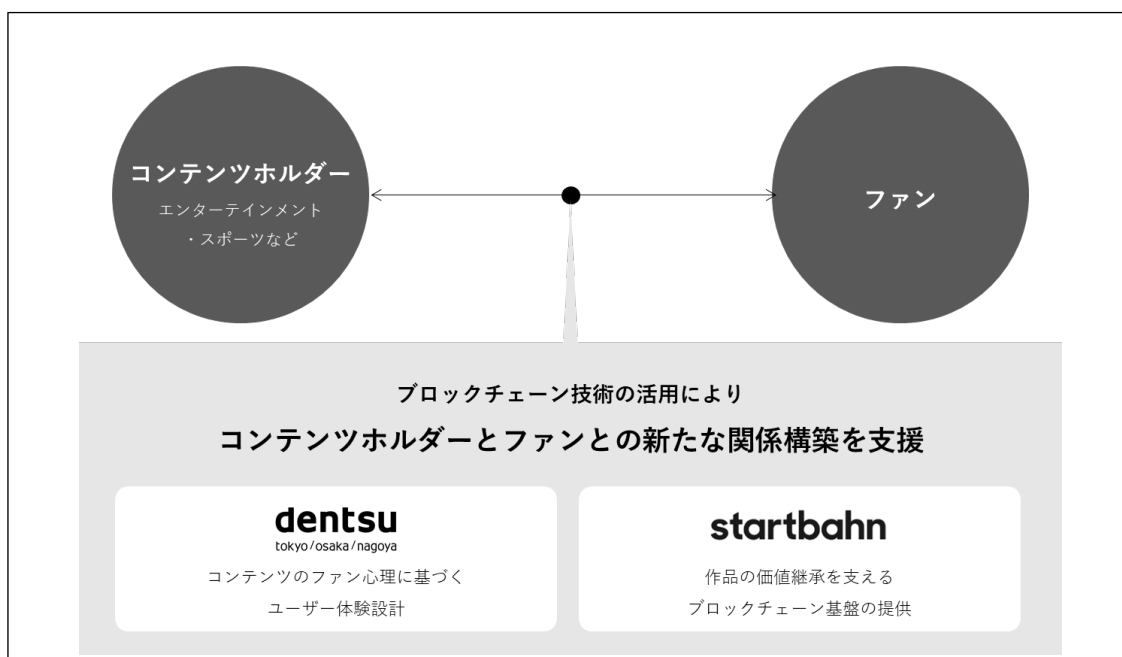 コンテンツホルダー
エンターテインメント
・スポーツなど
ファン
ブロックチェーン技術の活用により
コンテンツホルダーとファンとの新たな関係構築を支援
dentsu
tokyo/osaka/nagoya
コンテンツのファン心理に基づく
ユーザー体験設計
startbahn
作品の価値継承を支える
ブロックチェーン基盤の提供